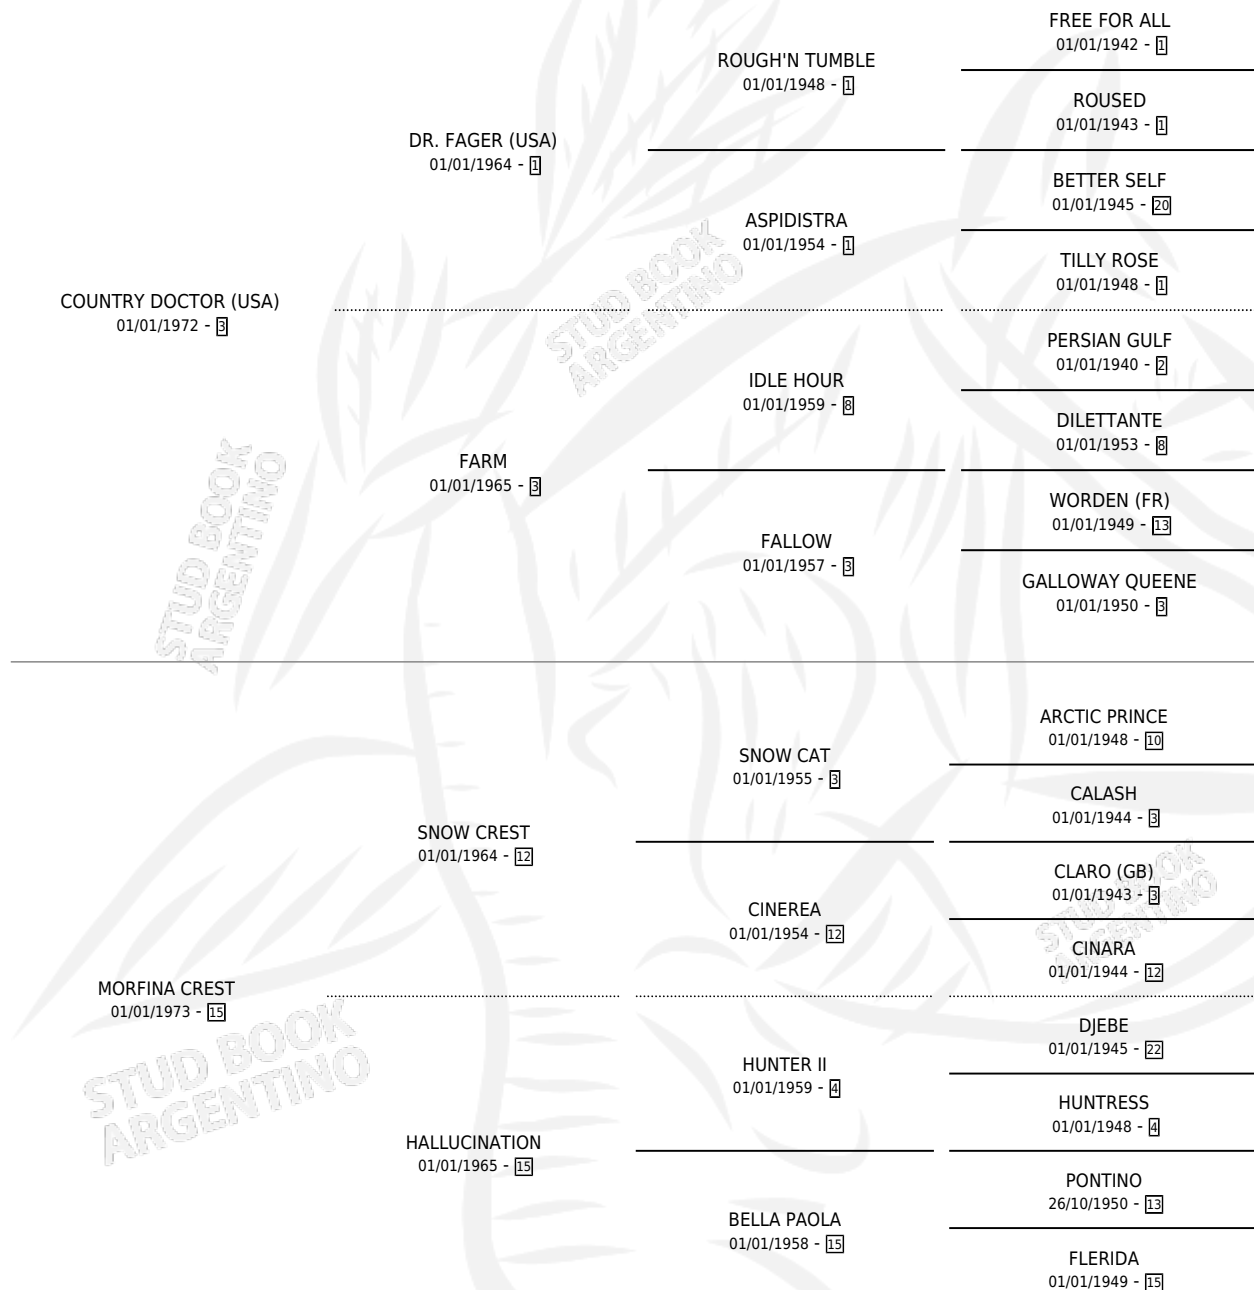 FREE FOR ALL
01/01/1942 - 1
ROUGH'N TUMBLE
01/01/1948 - 1
ROUSED
01/01/1943 - 1
DR. FAGER (USA)
01/01/1964 - 1
BETTER SELF
01/01/1945 - 20
ASPIDISTRA
01/01/1954 - 1
TILLY ROSE
01/01/1948 - 1
COUNTRY DOCTOR (USA)
01/01/1972 - 3
PERSIAN GULF
01/01/1940 - 2
IDLE HOUR
01/01/1959 - 8
DILETTANTE
01/01/1953 - 8
FARM
01/01/1965 - 3
WORDEN (FR)
01/01/1949 - 13
FALLOW
01/01/1957 - 3
GALLOWAY QUEENE
01/01/1950 - 3
STUD BOOK
ARGENTINO
STUD BOOK
ARGENTINO
ARCTIC PRINCE
01/01/1948 - 10
SNOW CAT
01/01/1955 - 3
CALASH
01/01/1944 - 3
SNOW CREST
01/01/1964 - 12
CLARO (GB)
01/01/1943 - 3
CINEREA
01/01/1954 - 12
CINARA
01/01/1944 - 12
MORFINA CREST
01/01/1973 - 15
DJEBE
01/01/1945 - 22
HUNTER II
01/01/1959 - 4
HUNTRESS
01/01/1948 - 4
HALLUCINATION
01/01/1965 - 15
PONTINO
26/10/1950 - 13
BELLA PAOLA
01/01/1958 - 15
FLERIDA
01/01/1949 - 15
STUD BOOK
ARGENTINO
STUD BOOK
ARGENTINO